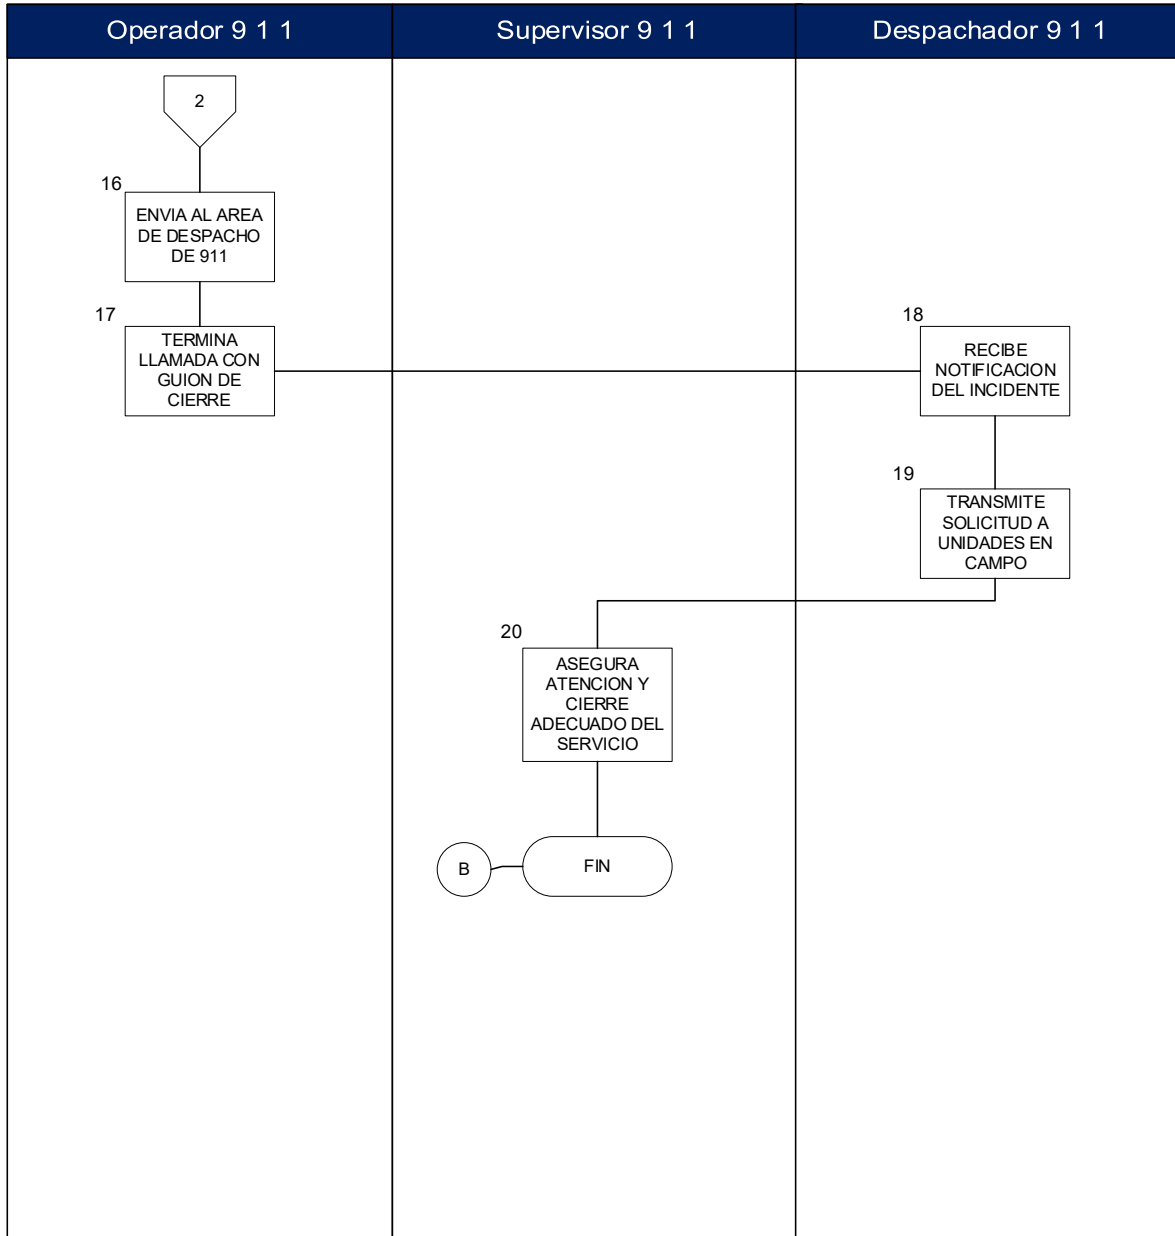 Operador 9 1 1
Supervisor 9 1 1
Despachador 9 1 1
2
16
ENVIA AL AREA
DE DESPACHO
DE 911
17
TERMINA
LLAMADA CON
GUION DE
CIERRE
18
RECIBE
NOTIFICACION
DEL INCIDENTE
19
TRANSMITE
SOLICITUD A
UNIDADES EN
CAMPO
20
ASEGURA
ATENCION Y
CIERRE
ADECUADO DEL
SERVICIO
B
FIN